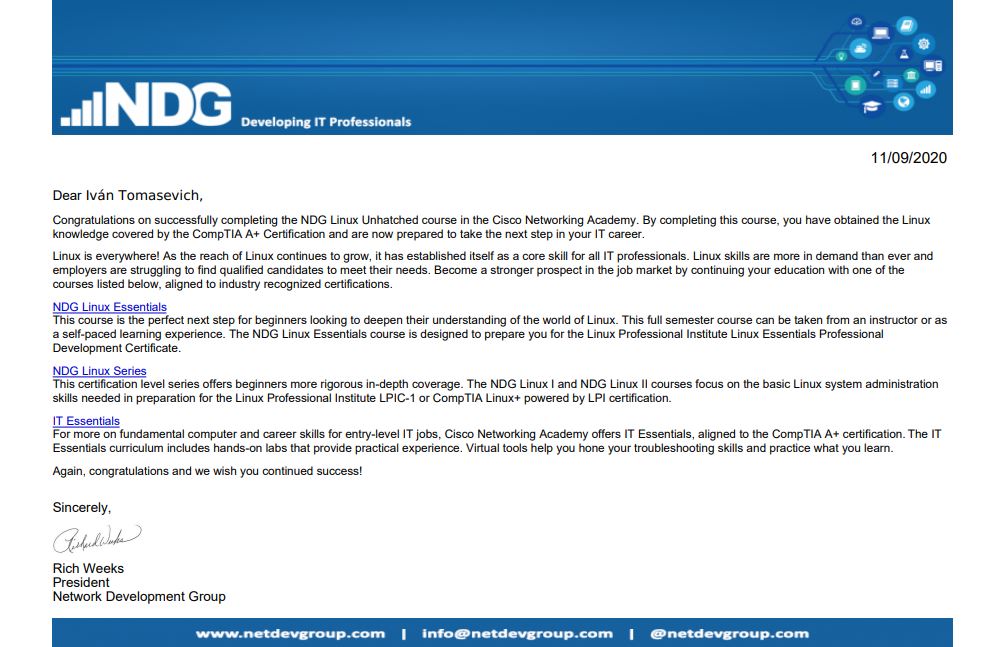 NDG
Developing IT Professionals
11/09/2020
Dear Iván Tomasevich,
Congratulations on successfully completing the NDG Linux Unhatched course in the Cisco Networking Academy. By completing this course, you have obtained the Linux
knowledge covered by the CompTIA A+ Certification and are now prepared to take the next step in your IT career.
Linux is everywhere! As the reach of Linux continues to grow, it has established itself as a core skill for all IT professionals. Linux skills are more in demand than ever and
employers are struggling to find qualified candidates to meet their needs. Become a stronger prospect in the job market by continuing your education with one of the
courses listed below, aligned to industry recognized certifications.
NDG Linux Essentials
This course is the perfect next step for beginners looking to deepen their understanding of the world of Linux. This full semester course can be taken from an instructor or as
a self-paced learning experience. The NDG Linux Essentials course is designed to prepare you for the Linux Professional Institute Linux Essentials Professional
Development Certificate.
NDG Linux Series
This certification level series offers beginners more rigorous in-depth coverage. The NDG Linux I and NDG Linux II courses focus on the basic Linux system administration
skills needed in preparation for the Linux Professional Institute LPIC-1 or CompTIA Linux+ powered by LPI certification.
IT Essentials
For more on fundamental computer and career skills for entry-level IT jobs, Cisco Networking Academy offers IT Essentials, aligned to the CompTIA A+ certification. The IT
Essentials curriculum includes hands-on labs that provide practical experience. Virtual tools help you hone your troubleshooting skills and practice what you learn.
Again, congratulations and we wish you continued success!
Sincerely,
Richard Weeks
Rich Weeks
President
Network Development Group
www.netdevgroup.com | info@netdevgroup.com | @netdevgroup.com